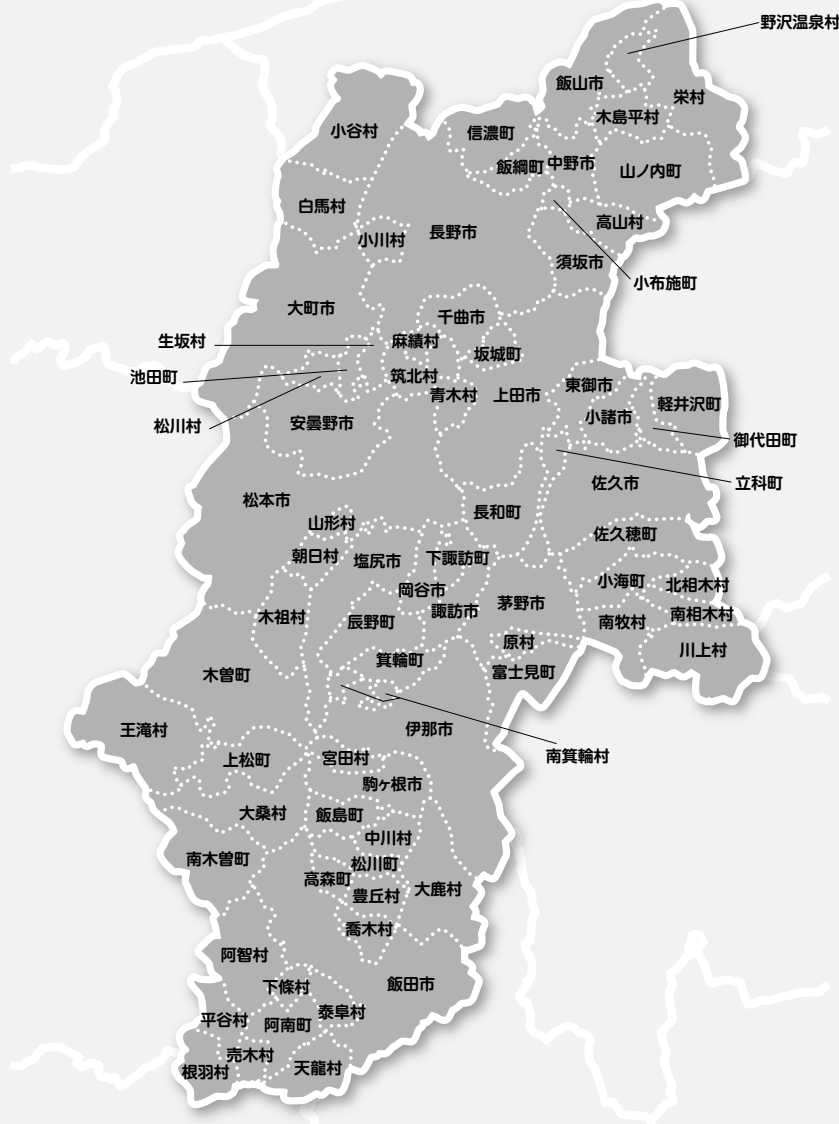 野沢温泉村
飯山市
栄村
木島平村
小谷村
信濃町
飯綱町
中野市
山ノ内町
白馬村
高山村
小川村
長野市
須坂市
小布施町
大町市
千曲市
生坂村
麻績村
坂城町
池田町
筑北村
青木村
上田市
東御市
軽井沢町
小諸市
松川村
安曇野市
御代田町
立科町
佐久市
松本市
長和町
山形村
佐久穂町
朝日村
塩尻市
下諏訪町
小海町
北相木村
岡谷市
茅野市
諏訪市
南相木村
木祖村
辰野町
南牧村
原村
川上村
箕輪町
富士見町
木曽町
王滝村
伊那市
南箕輪村
上松町
宮田村
駒ヶ根市
大桑村
飯島町
中川村
南木曽町
松川町
高森町
豊丘村
大鹿村
喬木村
阿智村
下條村
飯田市
平谷村
阿南町
泰阜村
売木村
根羽村
天龍村